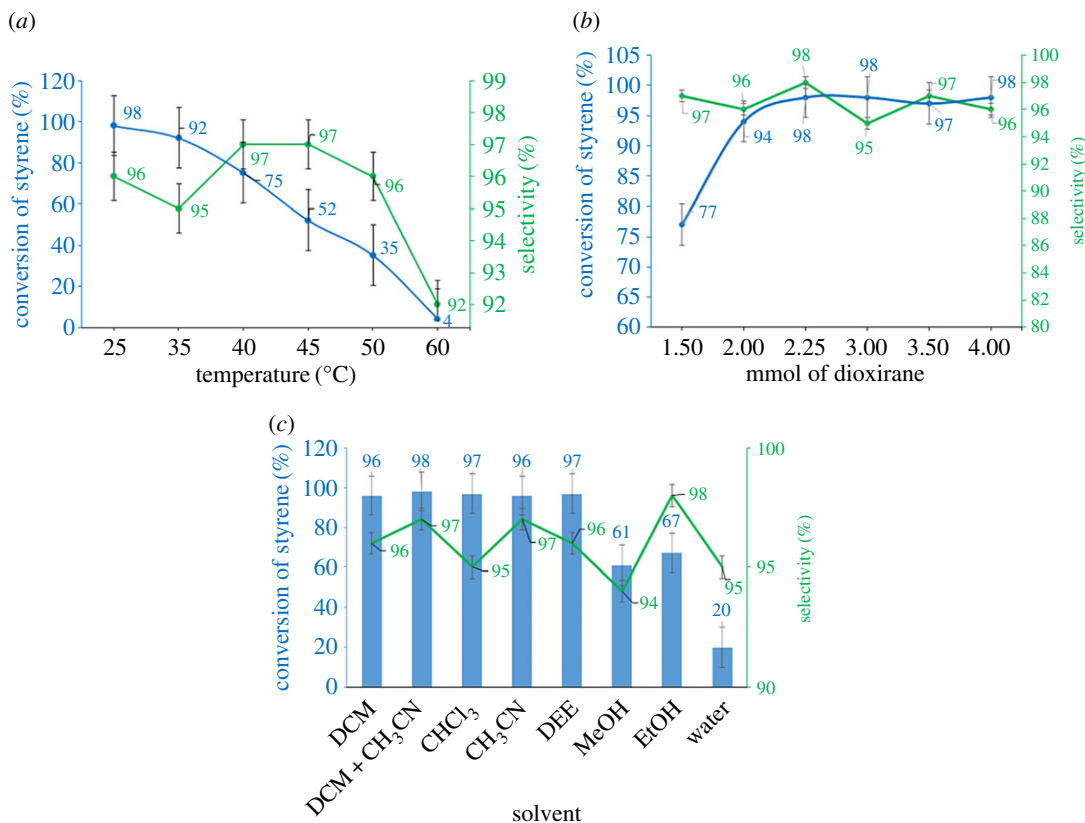 (a)
conversion of styrene (%)
120
100
80
60
40
20
0
98
92
75
52
35
4
96
95
97
97
96
92
99
98
97
96
95
94
93
92
selectivity (%)
25 35 40 45 50 60
temperature (°C)
(b)
conversion of styrene (%)
105
100
95
90
85
80
75
70
65
60
77
94
98
98
97
98
97
96
98
95
97
96
100
98
96
94
92
90
88
86
84
82
80
selectivity (%)
1.50 2.00 2.25 3.00 3.50 4.00
mmol of dioxirane
(c)
conversion of styrene (%)
120
100
80
60
40
20
0
96 98 97 96 97 61 67 20
96 97 95 97 96 94 98 95
100
95
90
selectivity (%)
DCM
DCM + CH₃CN
CHCl₃
CH₃CN
DEE
MeOH
EtOH
water
solvent